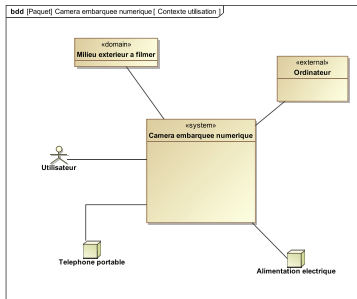 bdd [Paquet] Camera embarquee numerique [ Contexte utilisation ]
«domain»
Milieu exterieur a filmer
«external»
Ordinateur
«system»
Camera embarquee numerique
Utilisateur
Telephone portable
Alimentation electrique